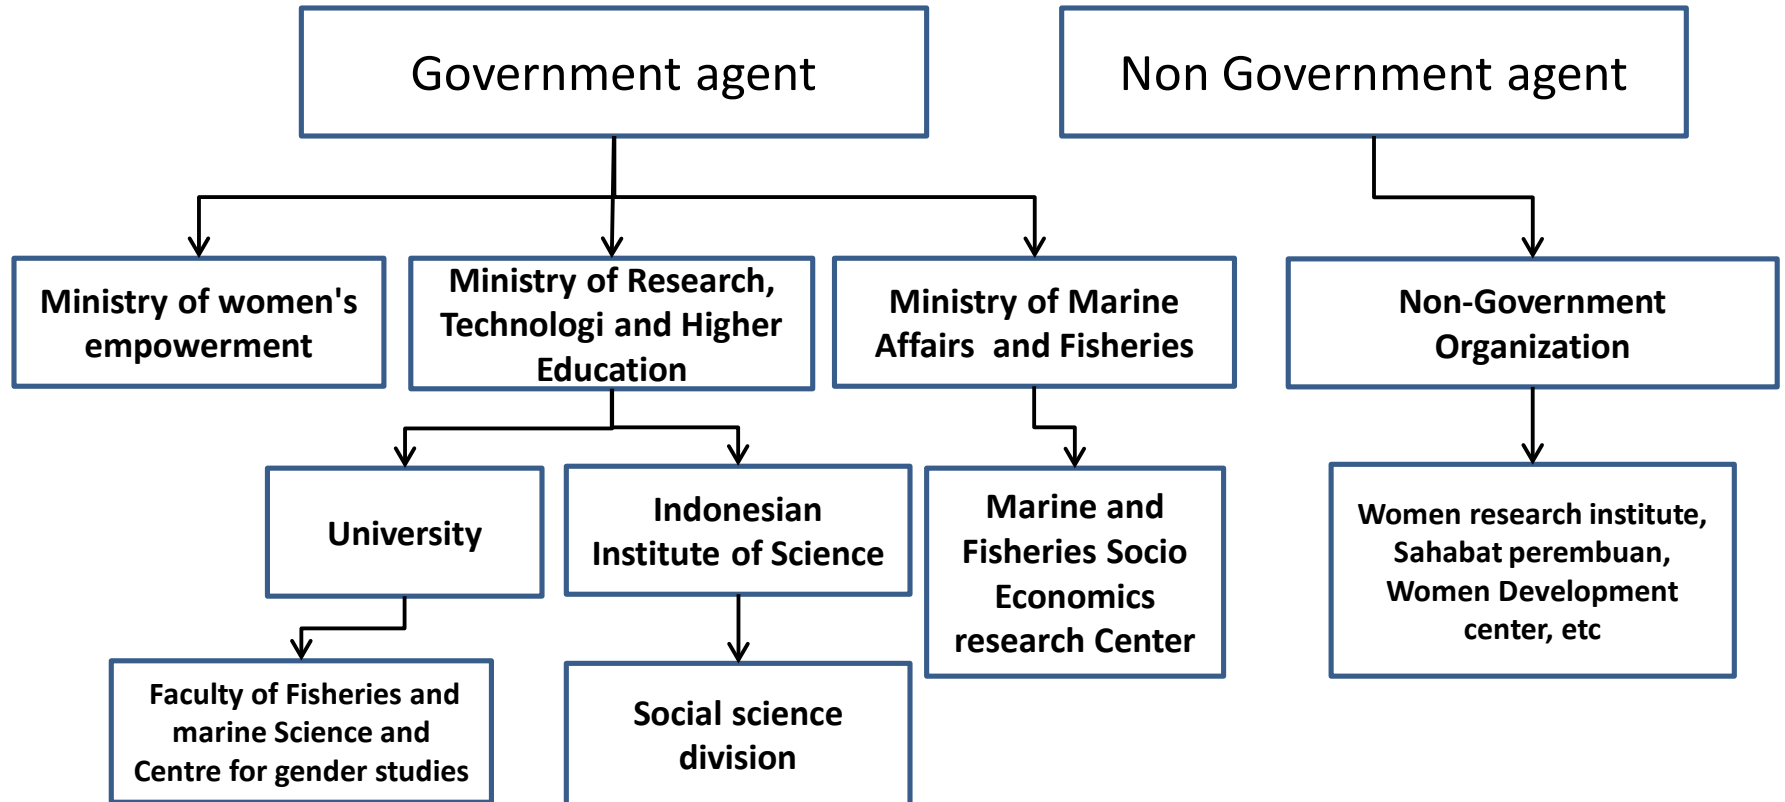 Government agent
Non Government agent
Ministry of women's
empowerment
Ministry of Research,
Technologi and Higher
Education
Ministry of Marine
Affairs and Fisheries
Non-Government
Organization
University
Indonesian
Institute of Science
Marine and
Fisheries Socio
Economics
research Center
Women research institute,
Sahabat perembuan,
Women Development
center, etc
Faculty of Fisheries and
marine Science and
Centre for gender studies
Social science
division